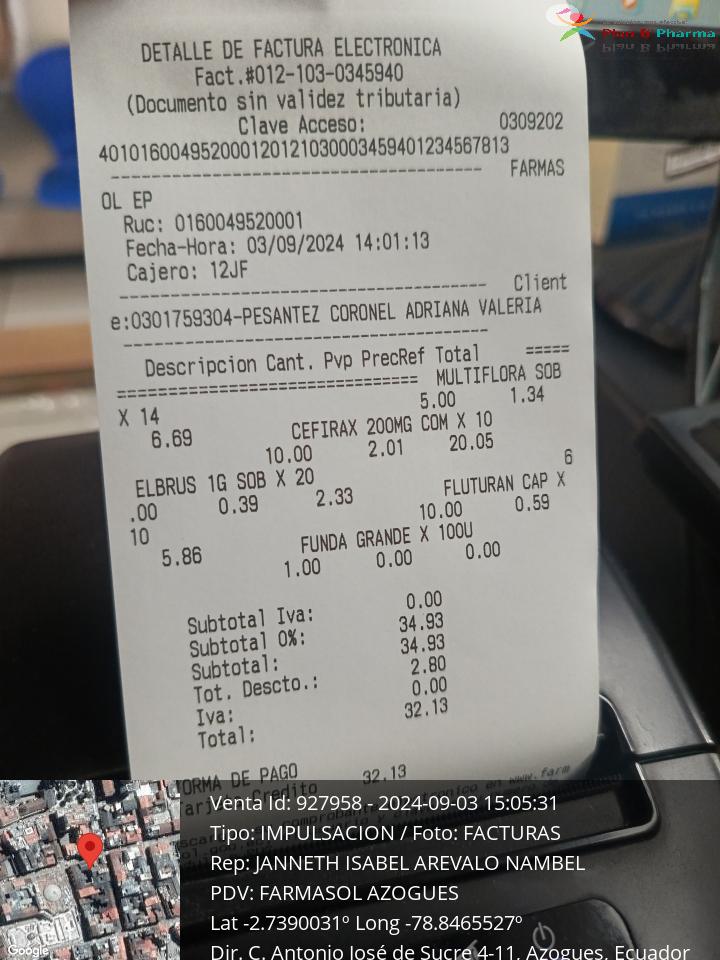 Plun & Pharma
DETALLE DE FACTURA ELECTRONICA
Fact.#012-103-0345940
(Documento sin validez tributaria)
Clave Acceso: 0309202
401016004952000120121030003459401234567813
FARMAS
OL EP
Ruc: 0160049520001
Fecha-Hora: 03/09/2024 14:01:13
Cajero: 12JF
Client
e:0301759304-PESANTEZ CORONEL ADRIANA VALERIA
Descripcion Cant. Pvp PrecRef Total
MULTIFLORA SOB
X 14 5.00 1.34
6.69 CEFIRAX 200MG COM X 10
10.00 2.01 20.05
ELBRUS 1G SOB X 20 6
.00 0.39 2.33 FLUTURAN CAP X
10 10.00 0.59
5.86 FUNDA GRANDE X 100U
1.00 0.00 0.00
Subtotal Iva: 0.00
Subtotal 0%: 34.93
Subtotal: 34.93
Tot. Descto.: 2.80
Iva: 0.00
Total: 32.13
FORMA DE PAGO
Tarjeta Credito 32.13
Venta Id: 927958 - 2024-09-03 15:05:31
Tipo: IMPULSACION / Foto: FACTURAS
Rep: JANNETH ISABEL AREVALO NAMBEL
PDV: FARMASOL AZOGUES
Lat -2.7390031º Long -78.8465527º
Dir. C. Antonio José de Sucre 4-11, Azogues, Ecuador
Google